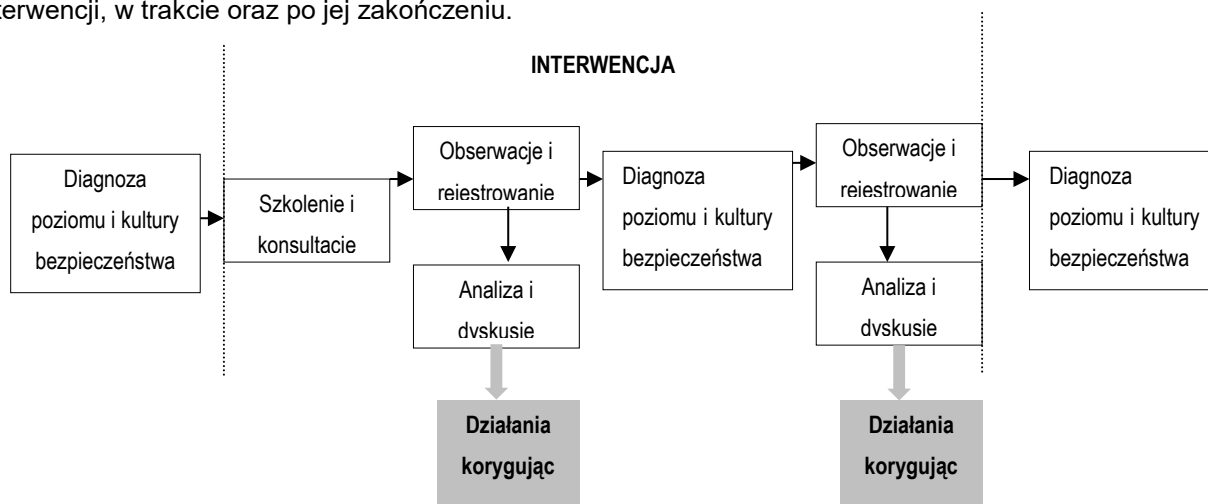 terwencji, w trakcie oraz po jej zakończeniu.
INTERWENCJA
Diagnoza
poziomu i kultury
bezpieczeństwa
Szkolenie i
konsultacje
Obserwacje i
rejestrowanie
Analiza i
dyskusje
Działania
korygując
Diagnoza
poziomu i kultury
bezpieczeństwa
Obserwacje i
rejestrowanie
Analiza i
dyskusje
Działania
korygując
Diagnoza
poziomu i kultury
bezpieczeństwa